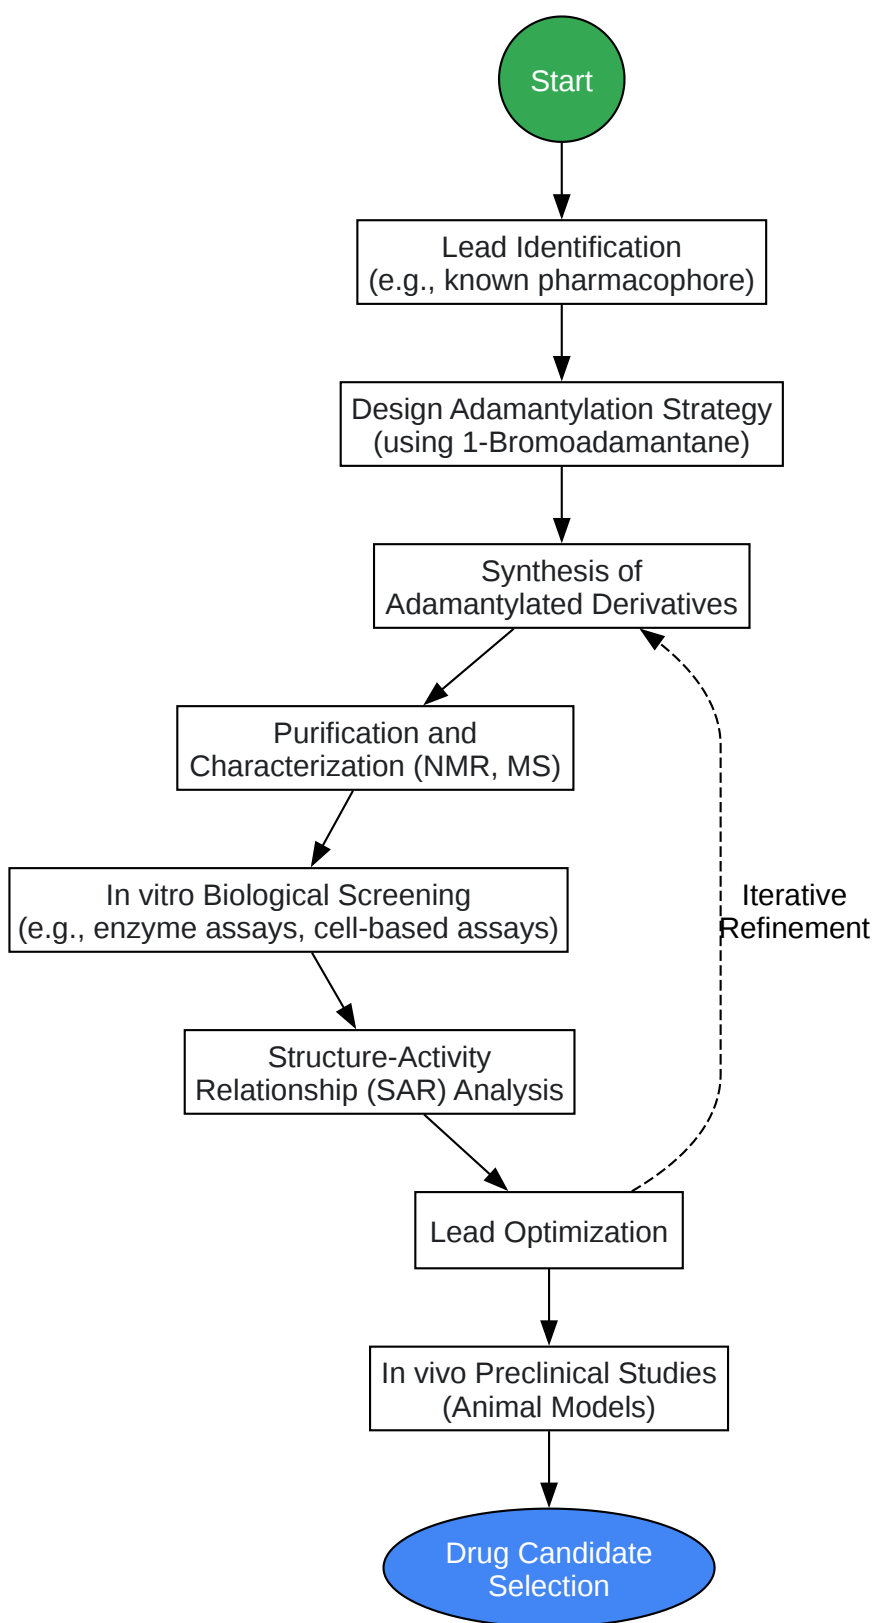 Start
Lead Identification
(e.g., known pharmacophore)
Design Adamantylation Strategy
(using 1-Bromoadamantane)
Synthesis of
Adamantylated Derivatives
Purification and
Characterization (NMR, MS)
In vitro Biological Screening
(e.g., enzyme assays, cell-based assays)
Iterative
Refinement
Structure-Activity
Relationship (SAR) Analysis
Lead Optimization
In vivo Preclinical Studies
(Animal Models)
Drug Candidate
Selection